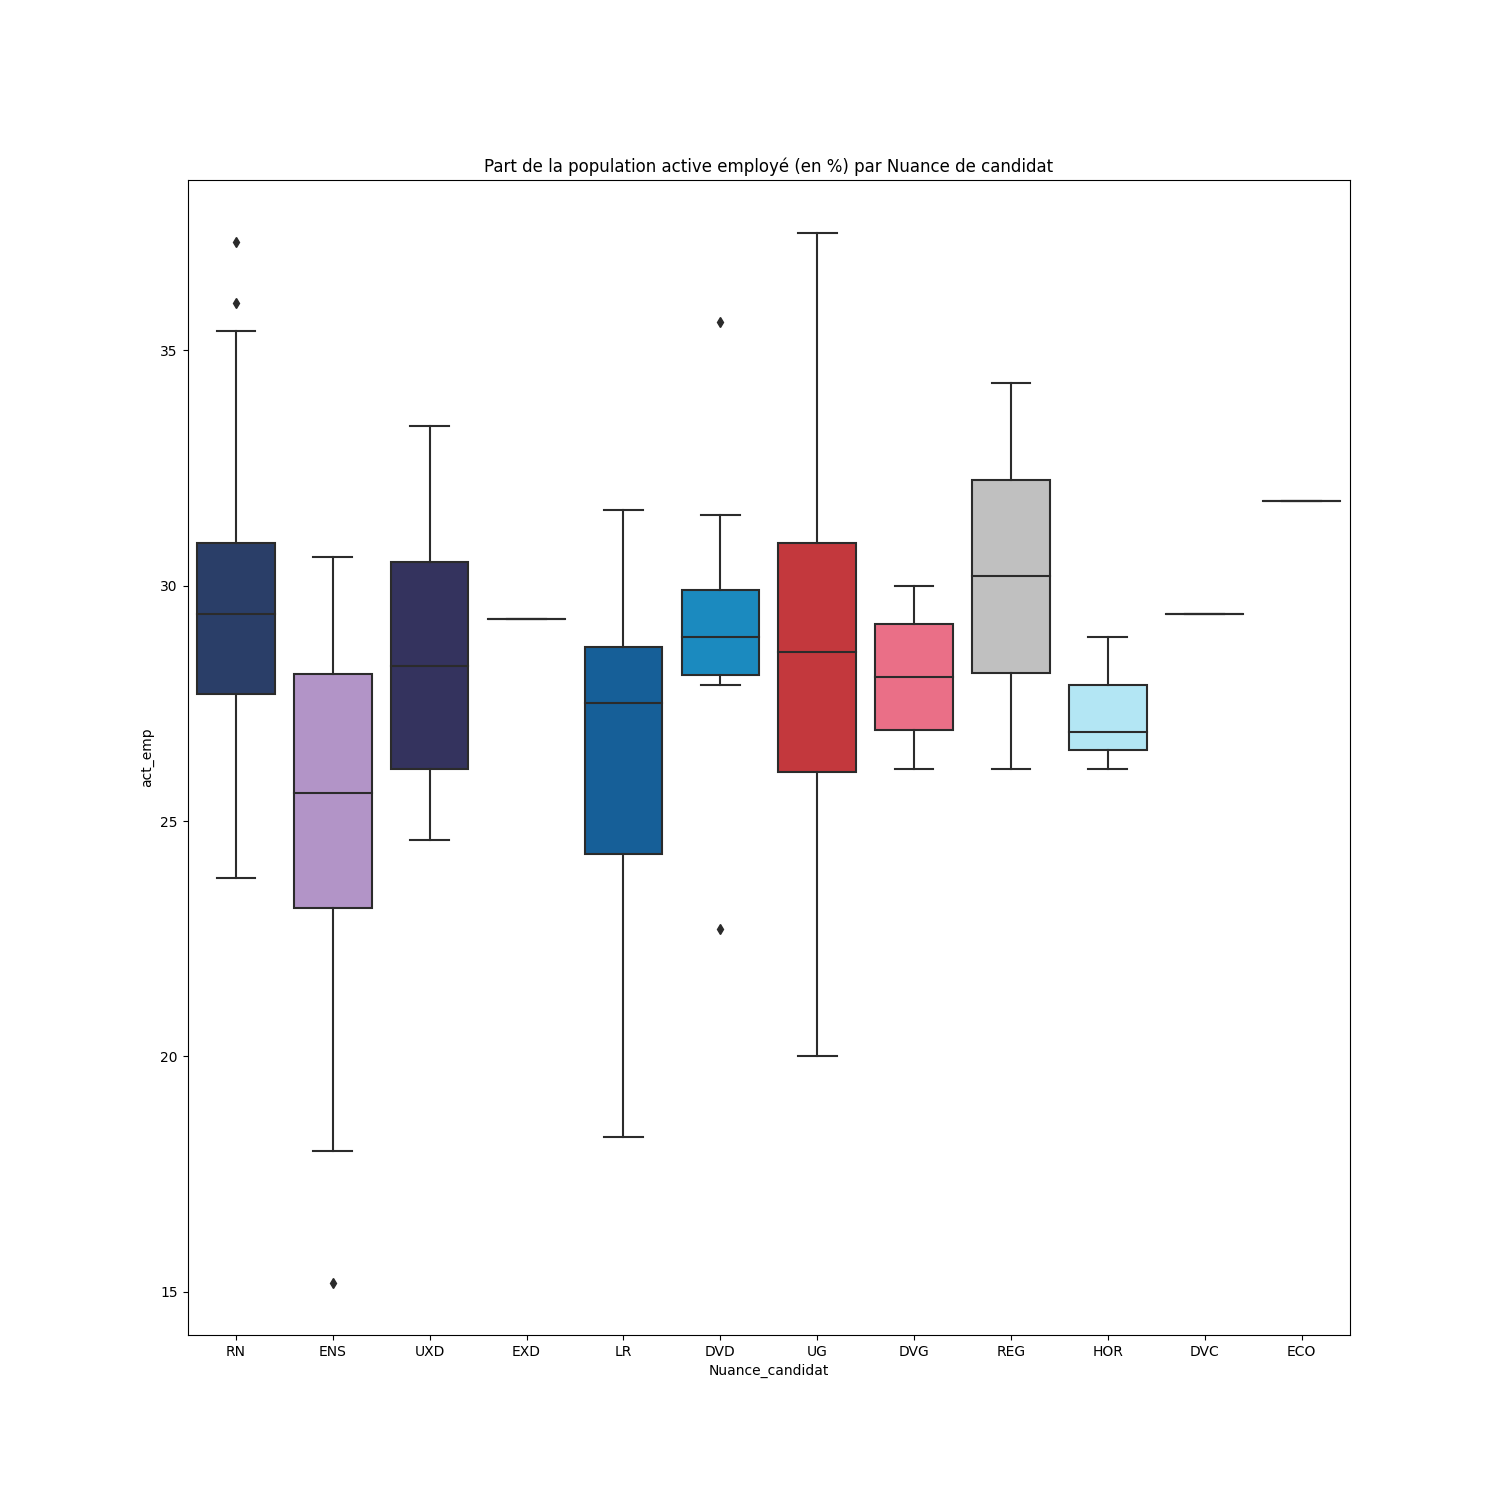 Part de la population active employé (en %) par Nuance de candidat
act_emp
35
30
25
20
15
RN ENS UXD EXD LR DVD UG DVG REG HOR DVC ECO
Nuance_candidat